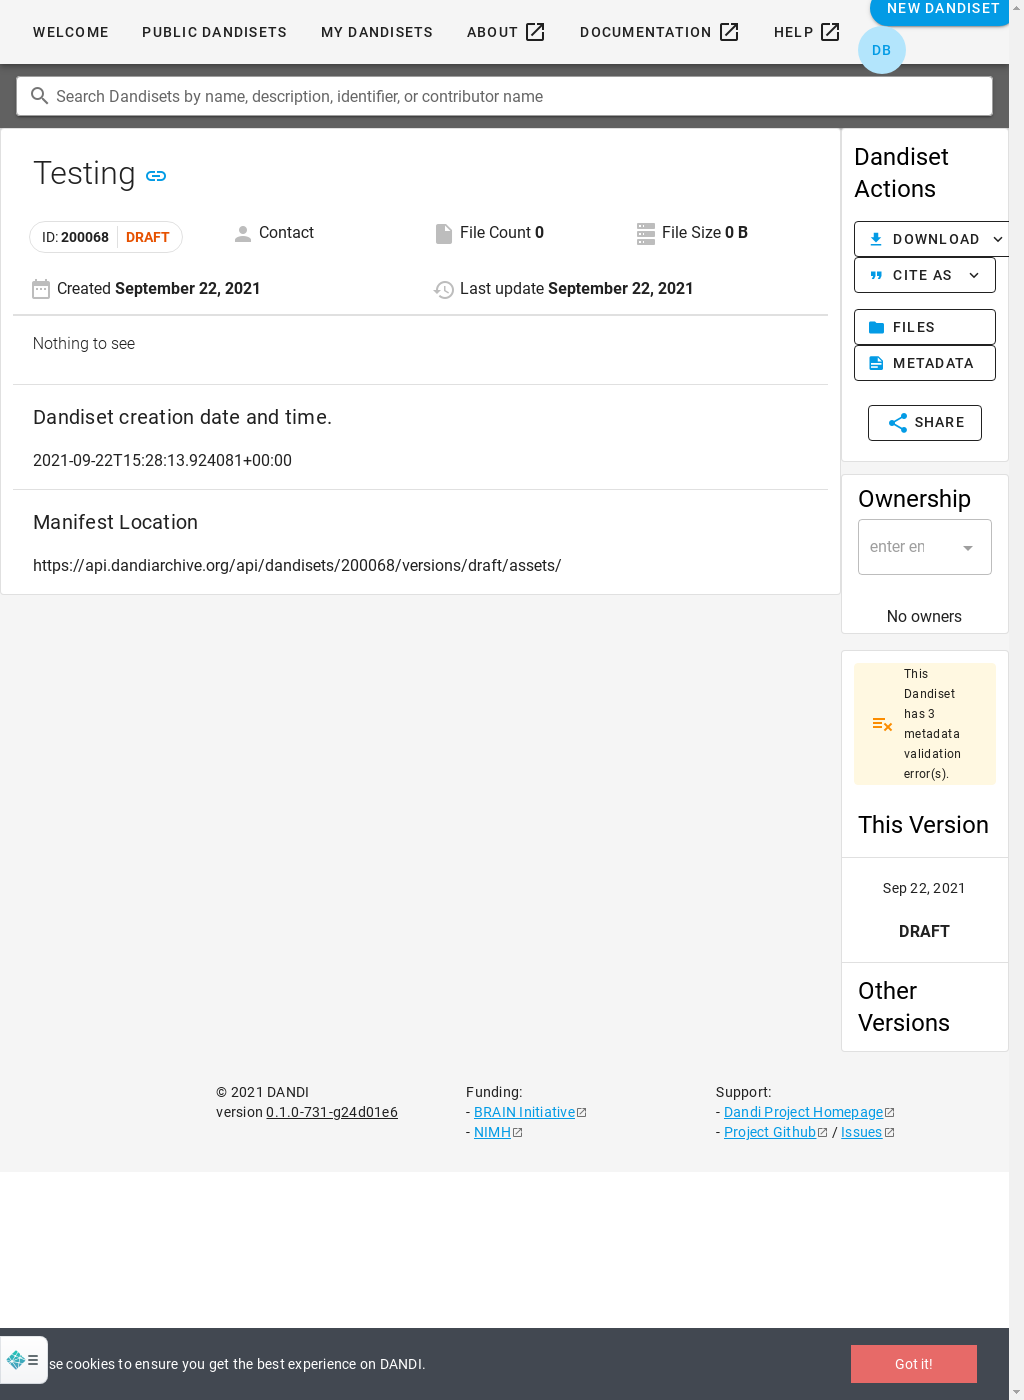 WELCOME
PUBLIC DANDISETS
MY DANDISETS
ABOUT
DOCUMENTATION
HELP
NEW DANDISET
DB
Search Dandisets by name, description, identifier, or contributor name
Testing
ID: 200068 DRAFT
Contact
File Count 0
File Size 0 B
Created September 22, 2021
Last update September 22, 2021
Nothing to see
Dandiset creation date and time.
2021-09-22T15:28:13.924081+00:00
Manifest Location
https://api.dandiarchive.org/api/dandisets/200068/versions/draft/assets/
Dandiset
Actions
DOWNLOAD
CITE AS
FILES
METADATA
SHARE
Ownership
enter en
No owners
This
Dandiset
has 3
metadata
validation
error(s).
This Version
Sep 22, 2021
DRAFT
Other
Versions
© 2021 DANDI
version 0.1.0-731-g24d01e6
Funding:
- BRAIN Initiative
- NIMH
Support:
- Dandi Project Homepage
- Project Github / Issues
se cookies to ensure you get the best experience on DANDI.
Got it!